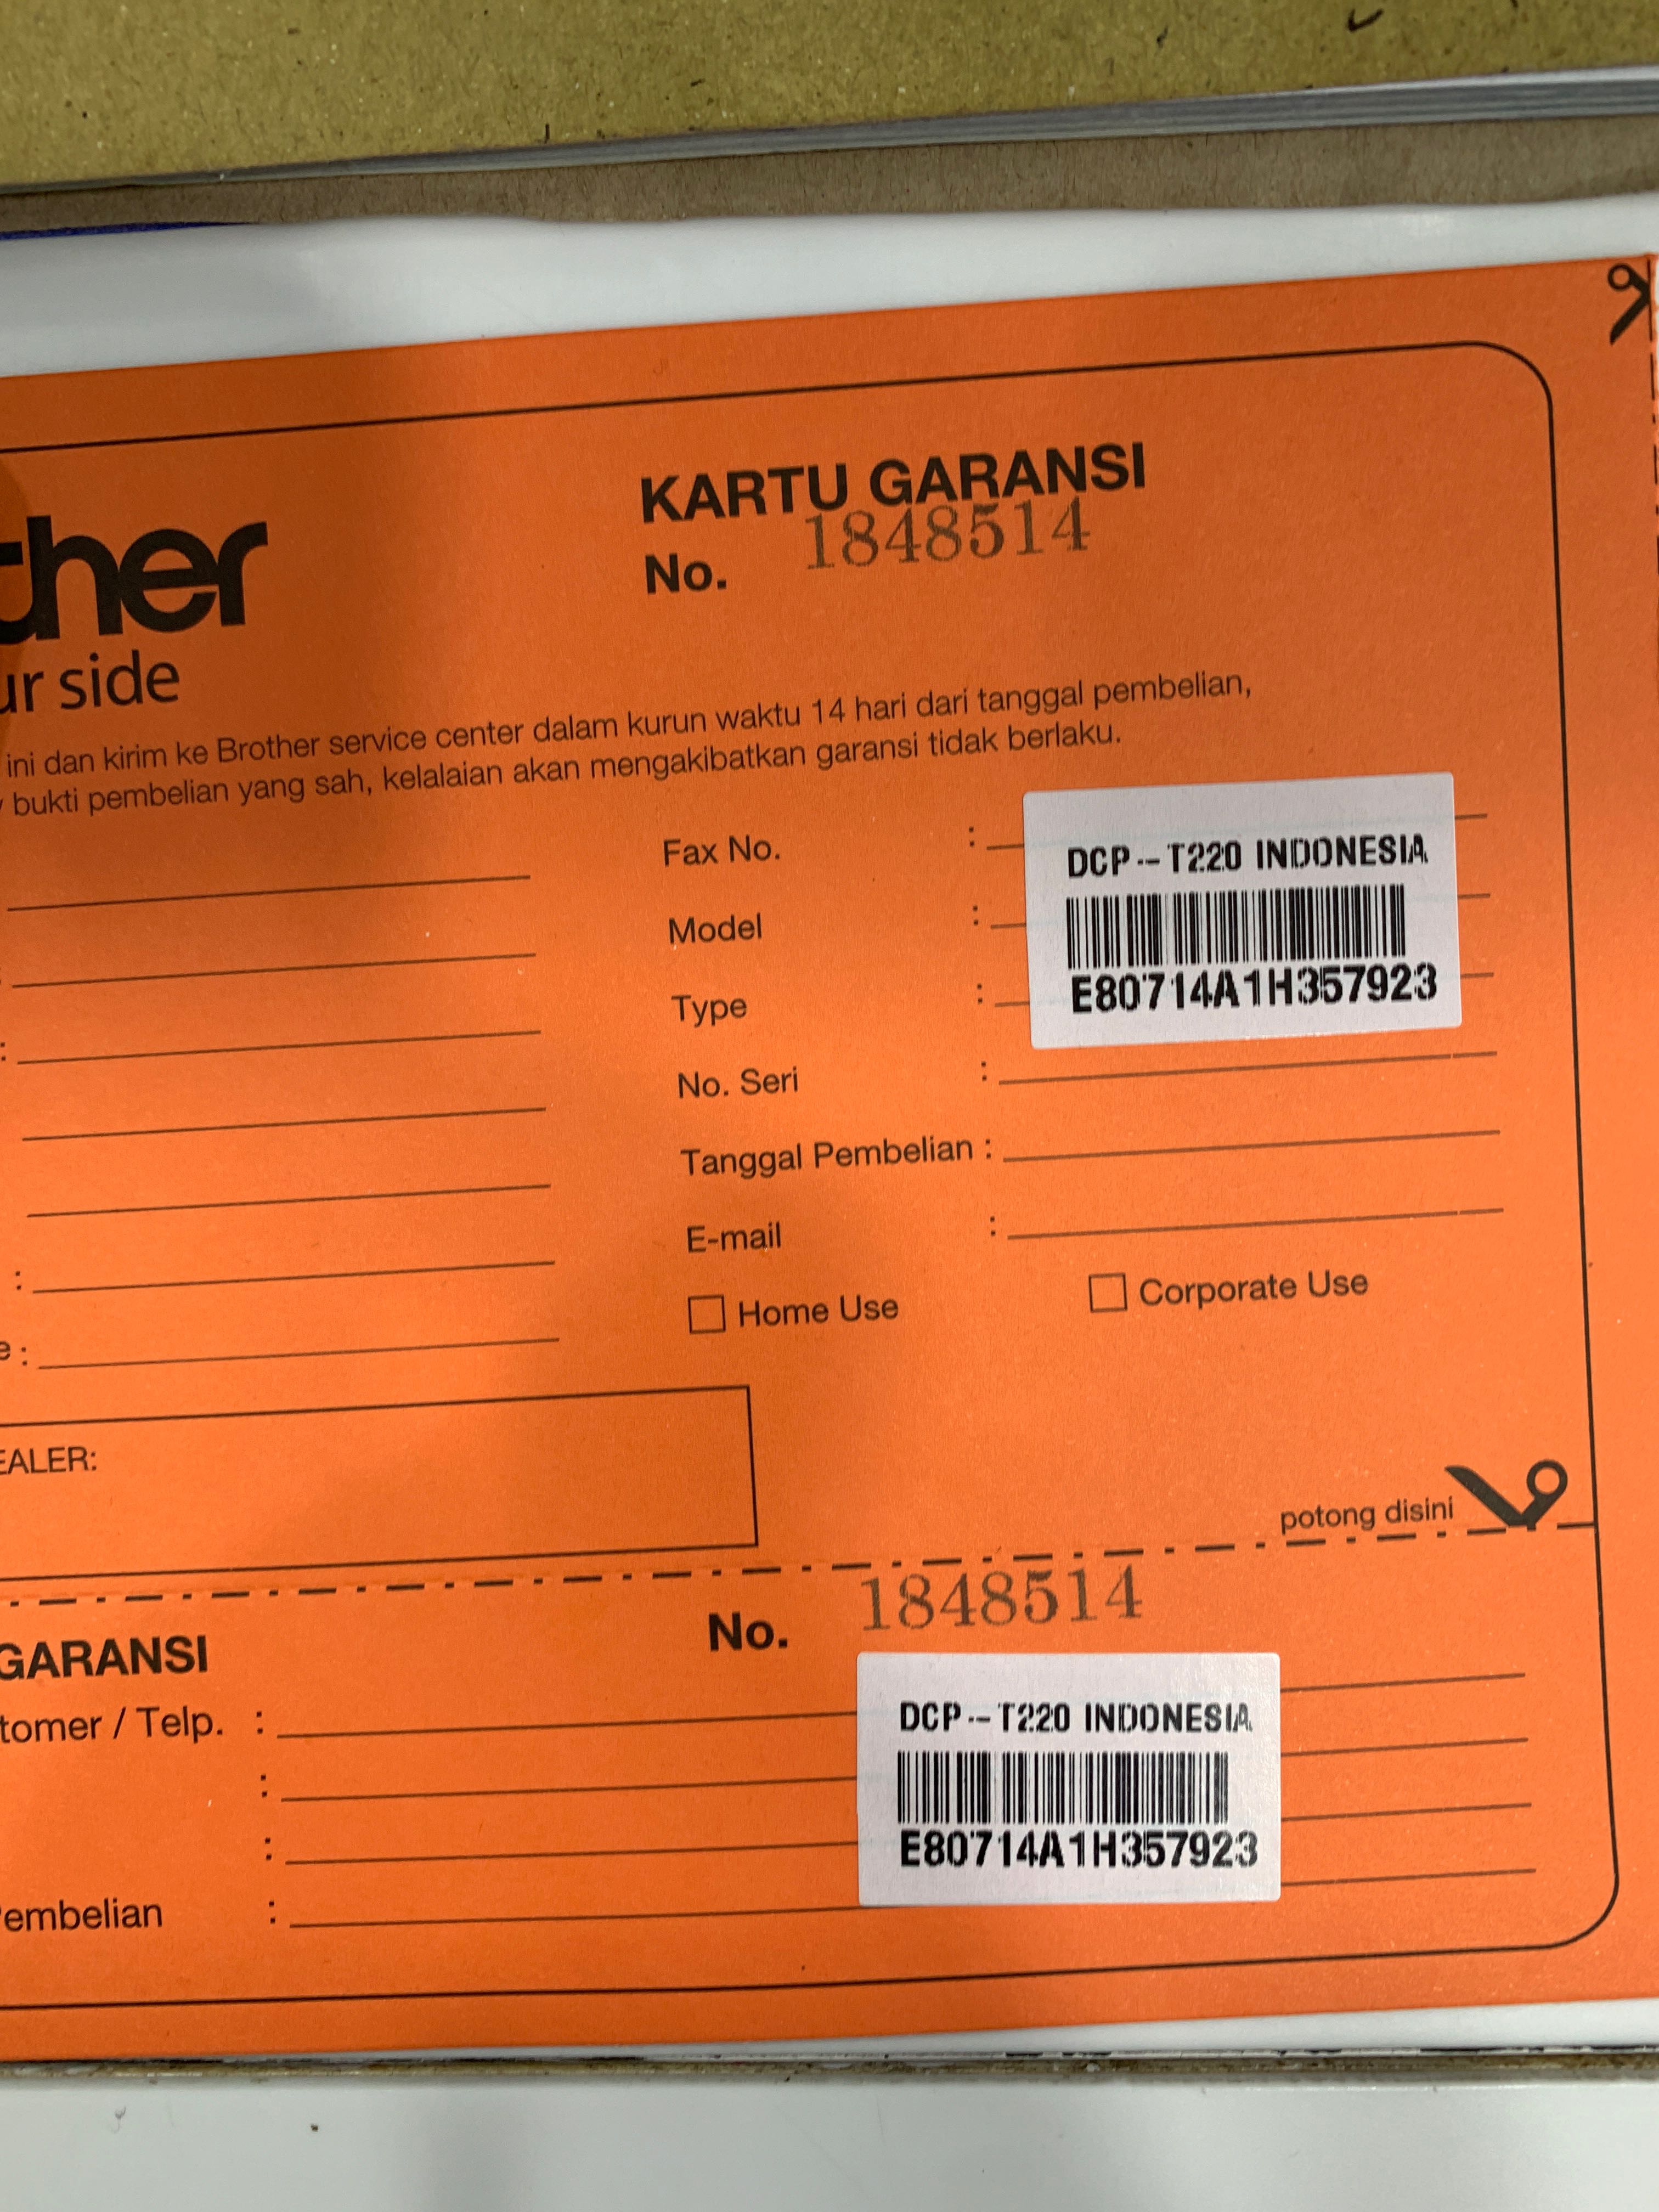 KARTU GARANSI
No. 1848514
ther
ur side
ini dan kirim ke Brother service center dalam kurun waktu 14 hari dari tanggal pembelian,
bukti pembelian yang sah, kelalaian akan mengakibatkan garansi tidak berlaku.
Fax No. :
DCP--T220 INDONESIA
Model :
E80714A1H357923
Type :
No. Seri :
Tanggal Pembelian :
E-mail :
Home Use
Corporate Use
e :
EALER:
potong disini
GARANSI
No. 1848514
tomer / Telp. :
DCP--T220 INDONESIA
E80714A1H357923
embelian :